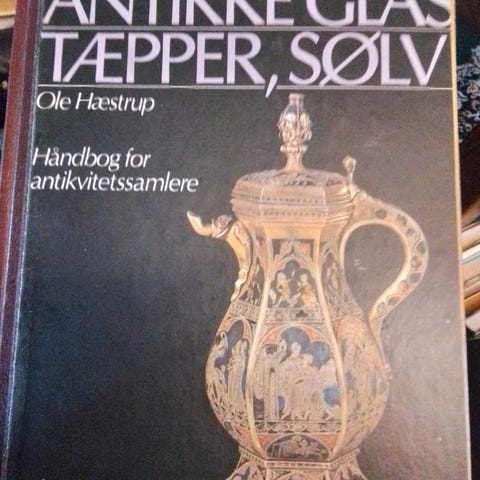 ANTIKKE GLAS
TÆPPER, SØLV
Ole Hæstrup
Håndbog for
antikvitetssamlere